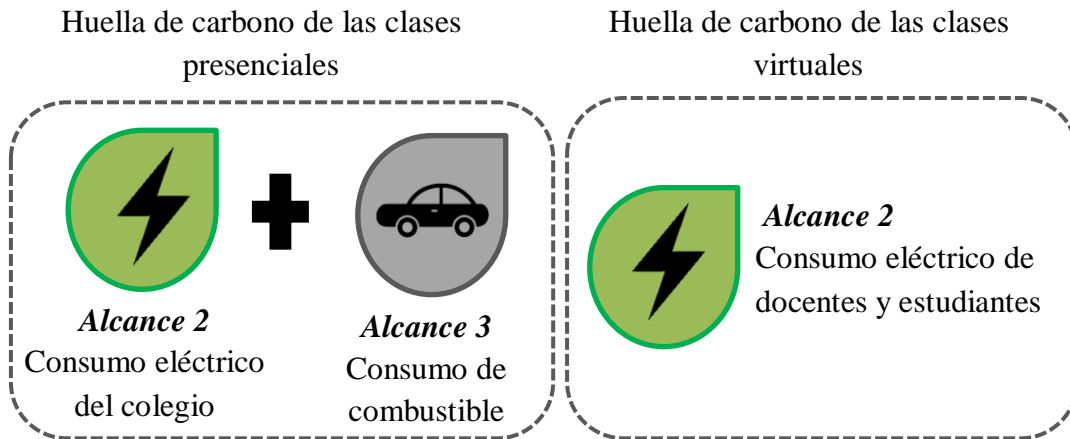 Huella de carbono de las clases
presenciales
Alcance 2
Consumo eléctrico
del colegio
Alcance 3
Consumo de
combustible
Huella de carbono de las clases
virtuales
Alcance 2
Consumo eléctrico de
docentes y estudiantes